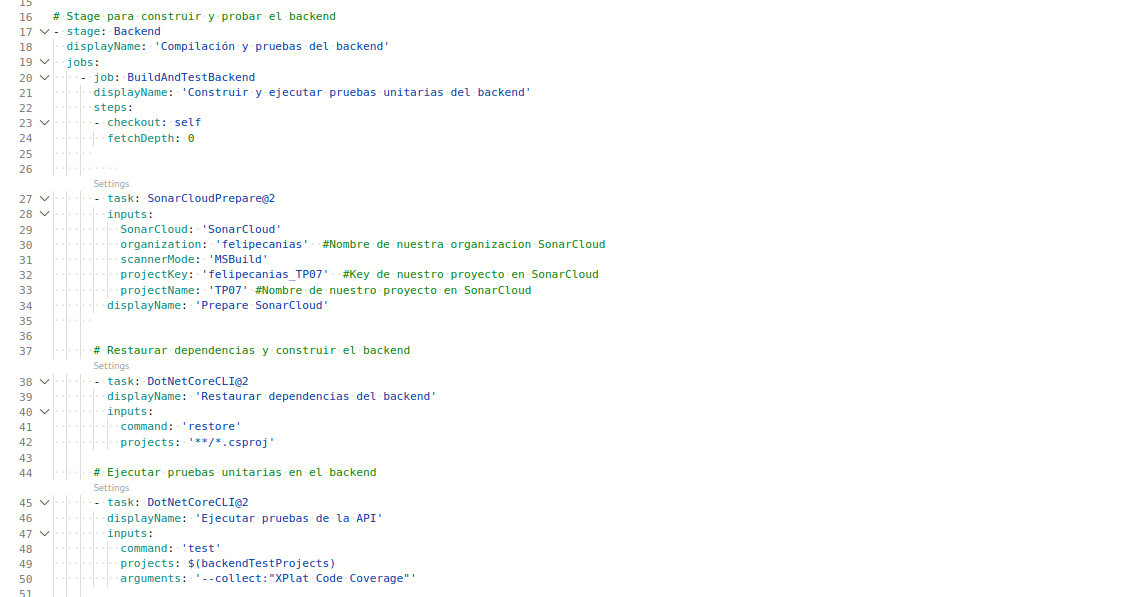 15
16 # Stage para construir y probar el backend
17 - stage: Backend
18   displayName: 'Compilación y pruebas del backend'
19   jobs:
20     - job: BuildAndTestBackend
21       displayName: 'Construir y ejecutar pruebas unitarias del backend'
22       steps:
23       - checkout: self
24         fetchDepth: 0
25
26
Settings
27       - task: SonarCloudPrepare@2
28         inputs:
29           SonarCloud: 'SonarCloud'
30           organization: 'felipecanias'  #Nombre de nuestra organizacion SonarCloud
31           scannerMode: 'MSBuild'
32           projectKey: 'felipecanias_TP07'  #Key de nuestro proyecto en SonarCloud
33           projectName: 'TP07' #Nombre de nuestro proyecto en SonarCloud
34         displayName: 'Prepare SonarCloud'
35
36
37       # Restaurar dependencias y construir el backend
Settings
38       - task: DotNetCoreCLI@2
39         displayName: 'Restaurar dependencias del backend'
40         inputs:
41           command: 'restore'
42           projects: '**/*.csproj'
43
44       # Ejecutar pruebas unitarias en el backend
Settings
45       - task: DotNetCoreCLI@2
46         displayName: 'Ejecutar pruebas de la API'
47         inputs:
48           command: 'test'
49           projects: $(backendTestProjects)
50           arguments: '--collect:"XPlat Code Coverage"'
51